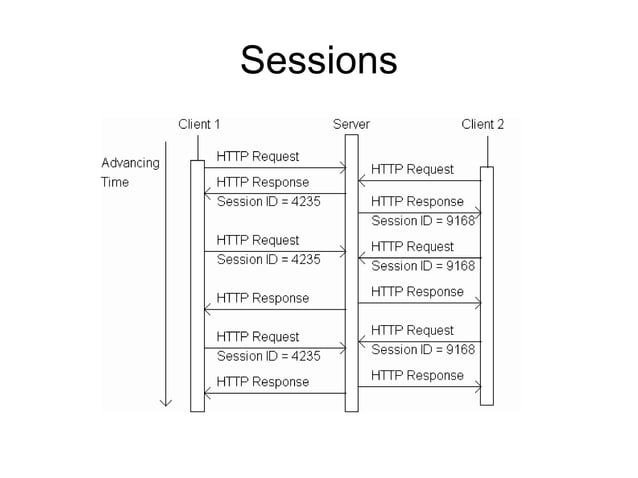 Sessions
Client 1
Server
Client 2
Advancing
Time
HTTP Request
HTTP Response
Session ID = 4235
HTTP Request
Session ID = 4235
HTTP Response
HTTP Request
Session ID = 4235
HTTP Response
HTTP Request
HTTP Response
Session ID = 9168
HTTP Request
Session ID = 9168
HTTP Response
HTTP Request
Session ID = 9168
HTTP Response